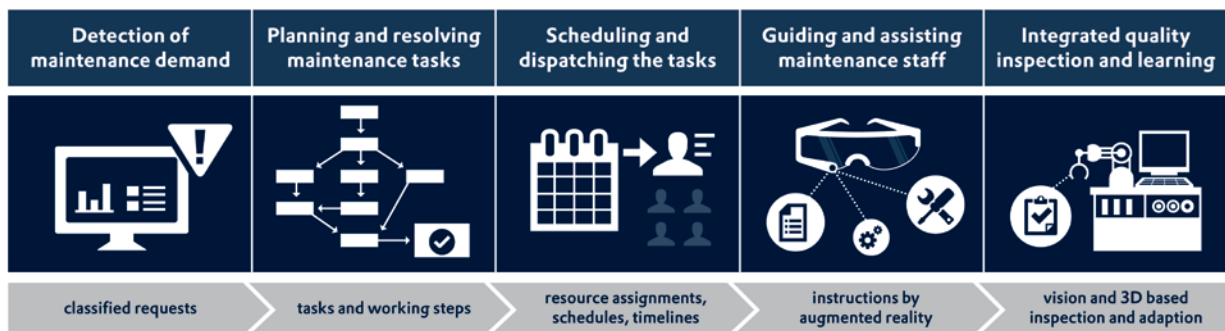 Detection of
maintenance demand
Planning and resolving
maintenance tasks
Scheduling and
dispatching the tasks
Guiding and assisting
maintenance staff
Integrated quality
inspection and learning
classified requests
tasks and working steps
resource assignments,
schedules, timelines
instructions by
augmented reality
vision and 3D based
inspection and adaption